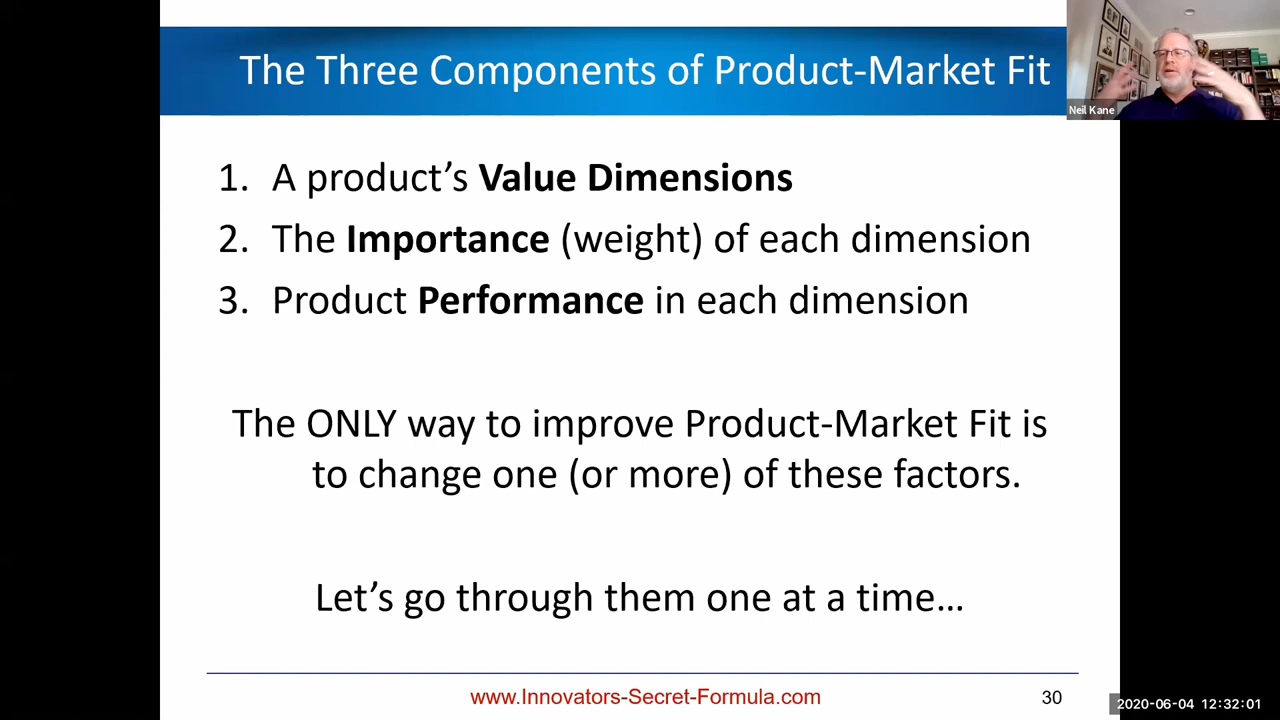 The Three Components of Product-Market Fit
Neil Kane
1. A product’s Value Dimensions
2. The Importance (weight) of each dimension
3. Product Performance in each dimension
The ONLY way to improve Product-Market Fit is
to change one (or more) of these factors.
Let’s go through them one at a time…
www.Innovators-Secret-Formula.com
30
2020-06-04 12:32:01